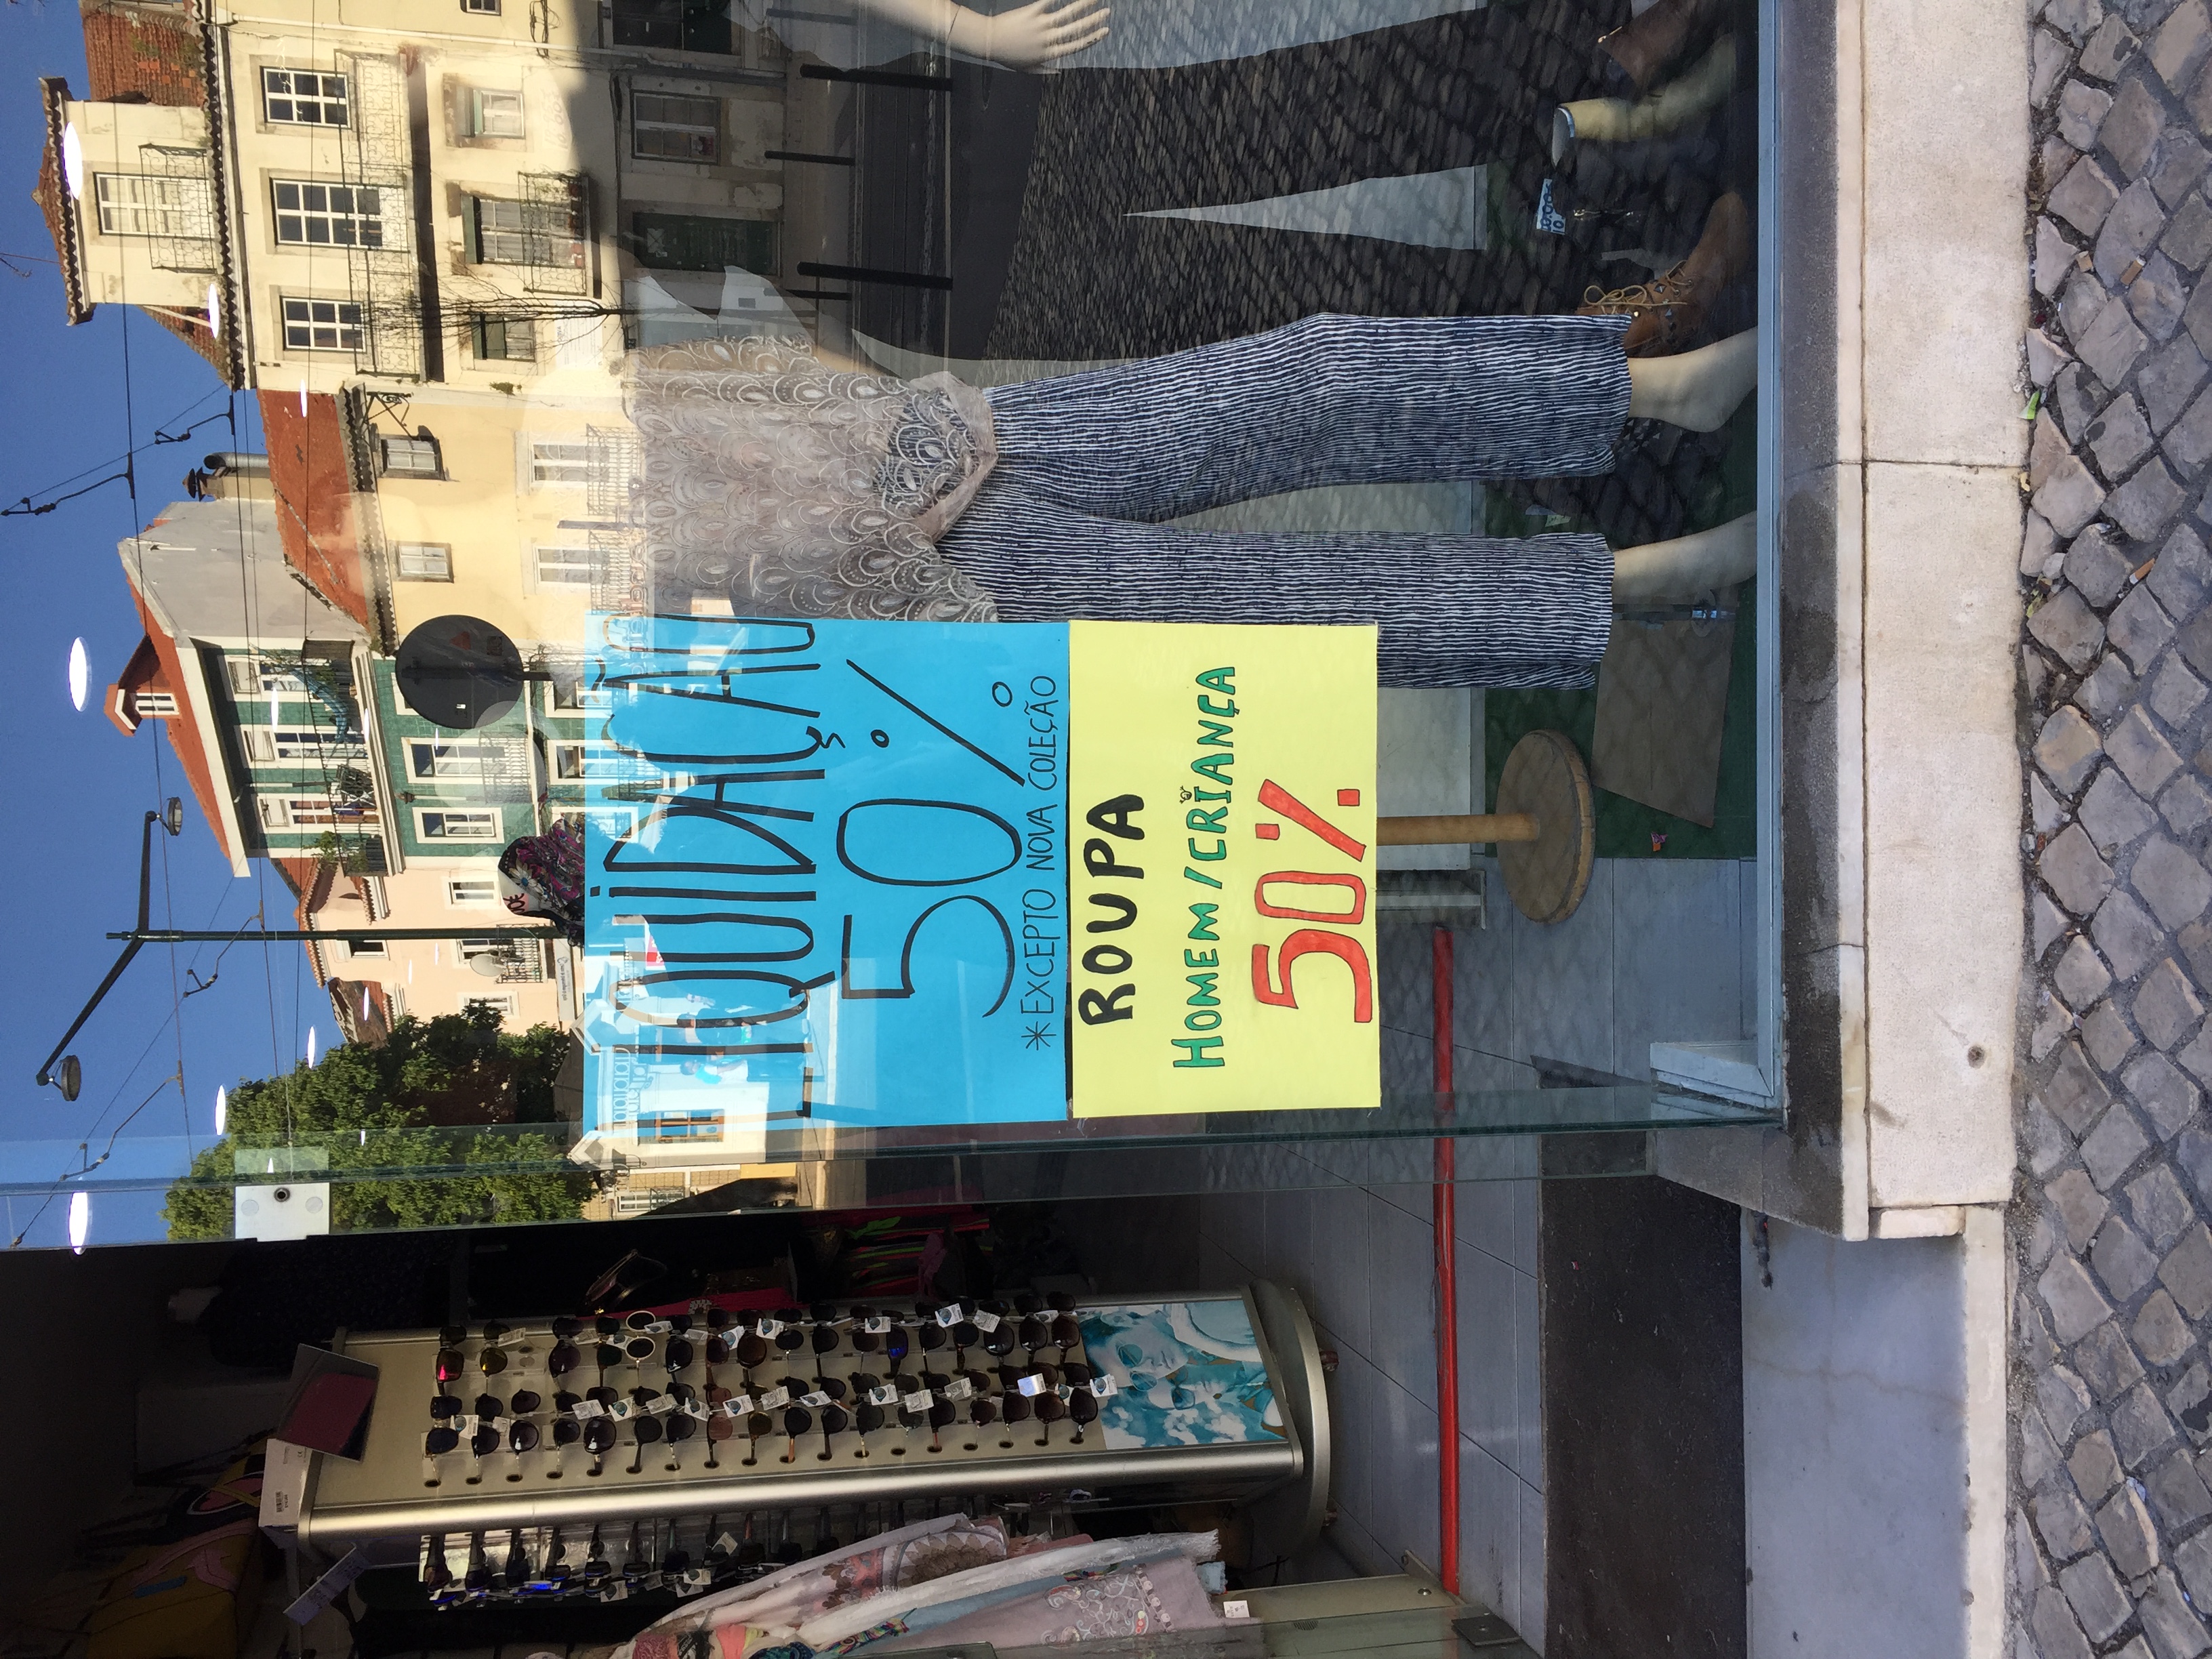 LIQUIDAÇÃO
50%
*EXCEPTO NOVA COLEÇÃO
ROUPA
HOMEM/CRIANÇA
50%